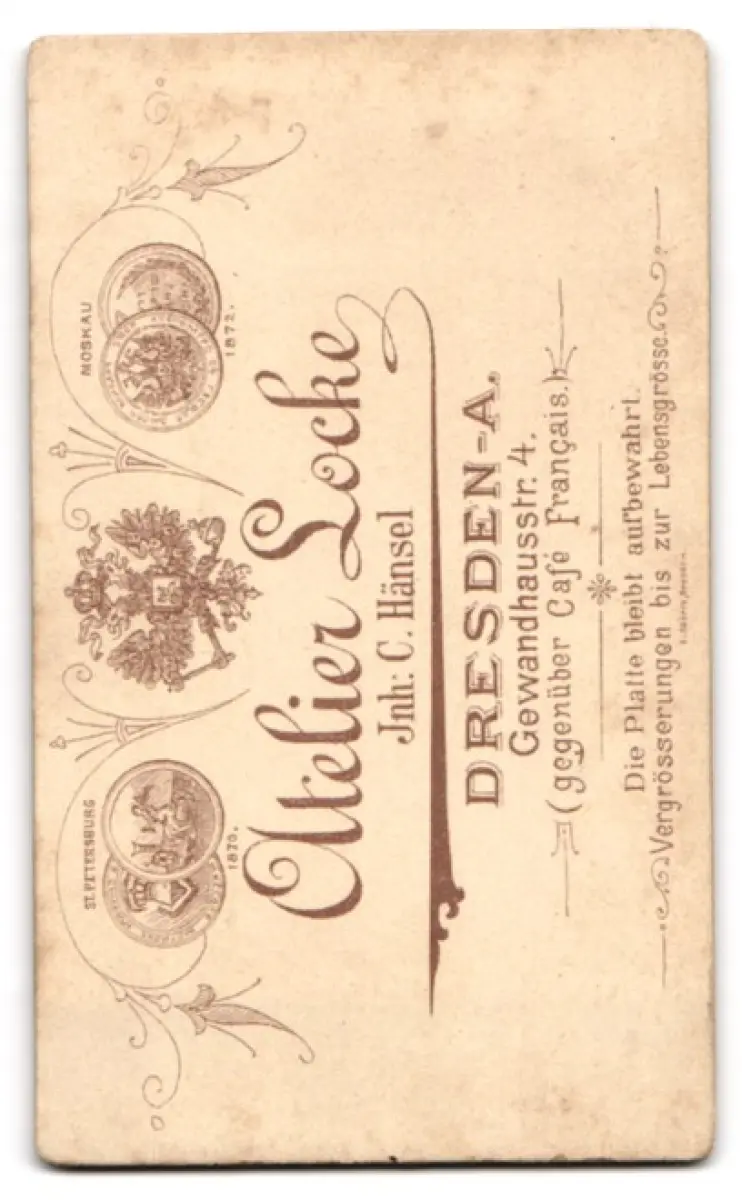 ST. PETERSBURG
1870.
MOSKAU
1872.
Atelier Locke
Jnh: C. Hänsel
DRESDEN-A.
Gewandhausstr. 4.
(gegenüber Café Français.)
Die Platte bleibt aufbewahrt.
Vergrösserungen bis zur Lebensgrösse.